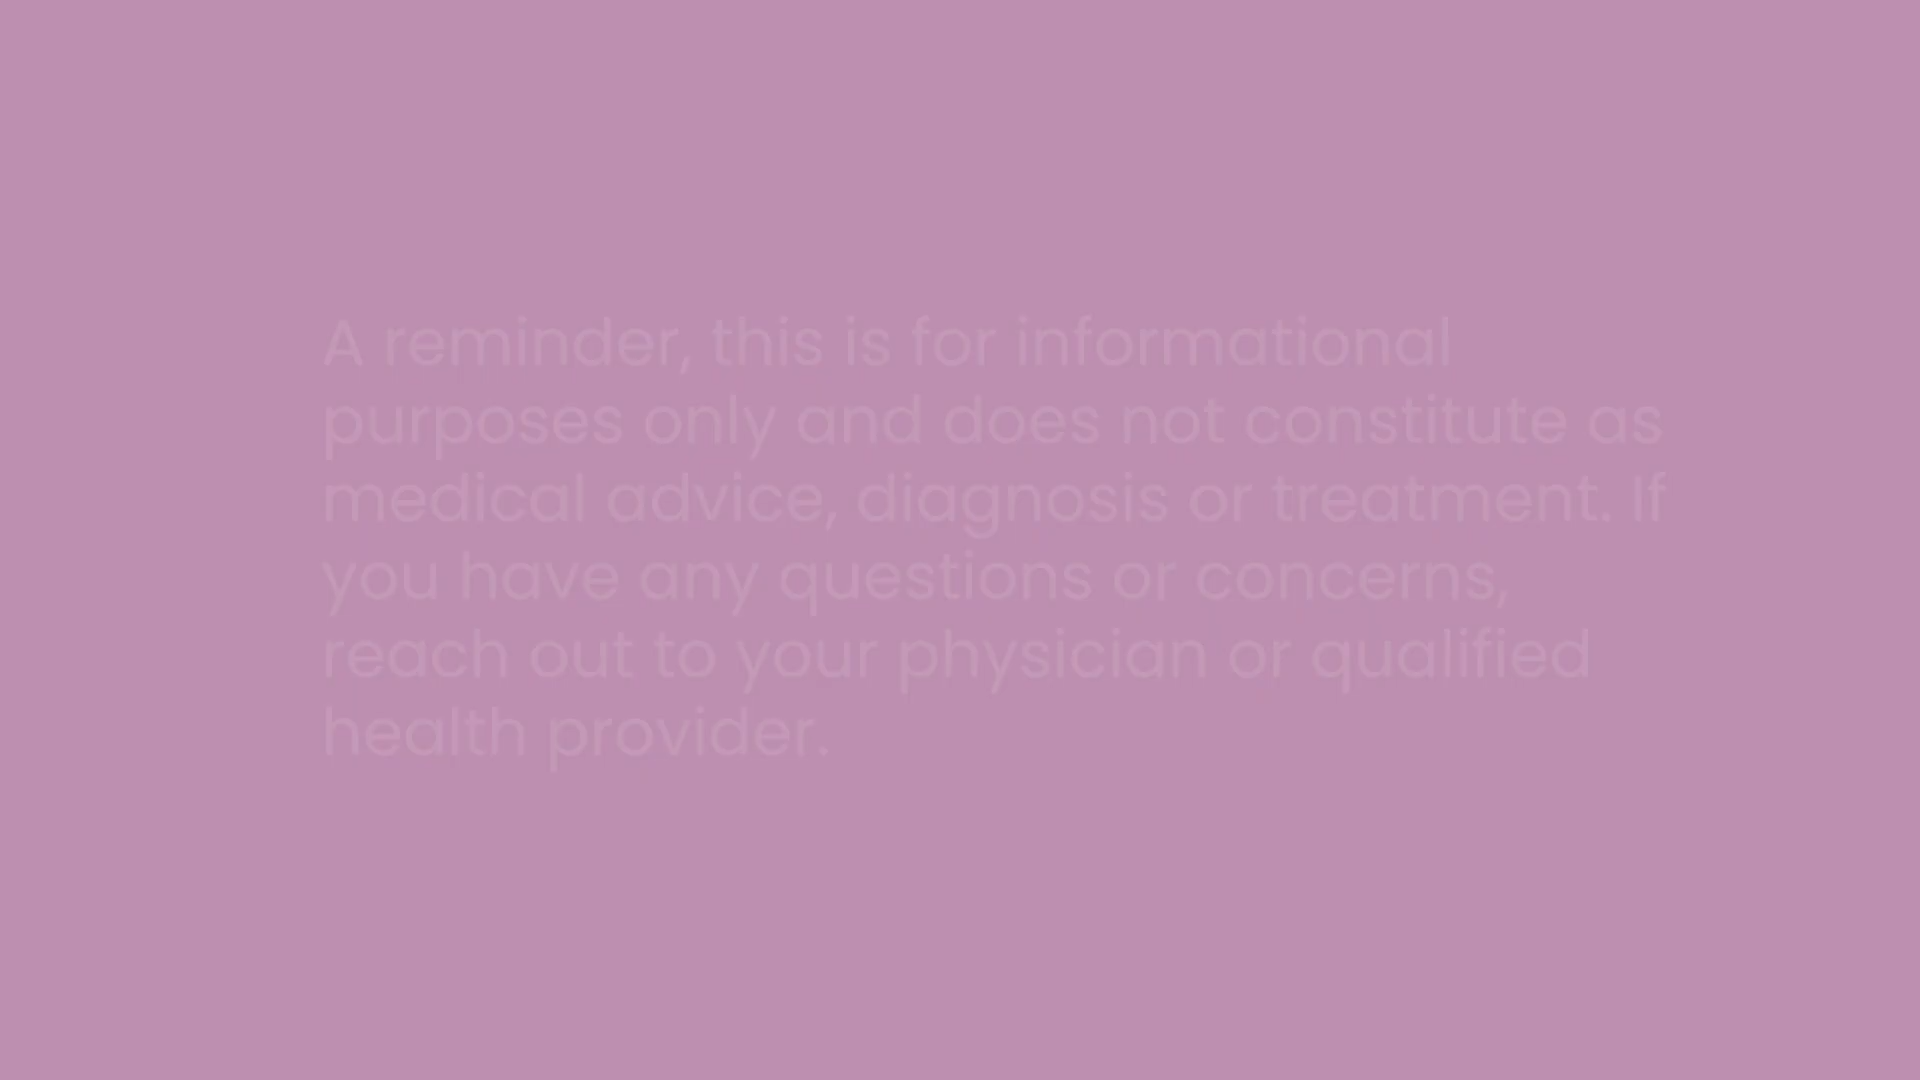 A reminder, this is for informational
purposes only and does not constitute as
medical advice, diagnosis or treatment. If
you have any questions or concerns,
reach out to your physician or qualified
health provider.